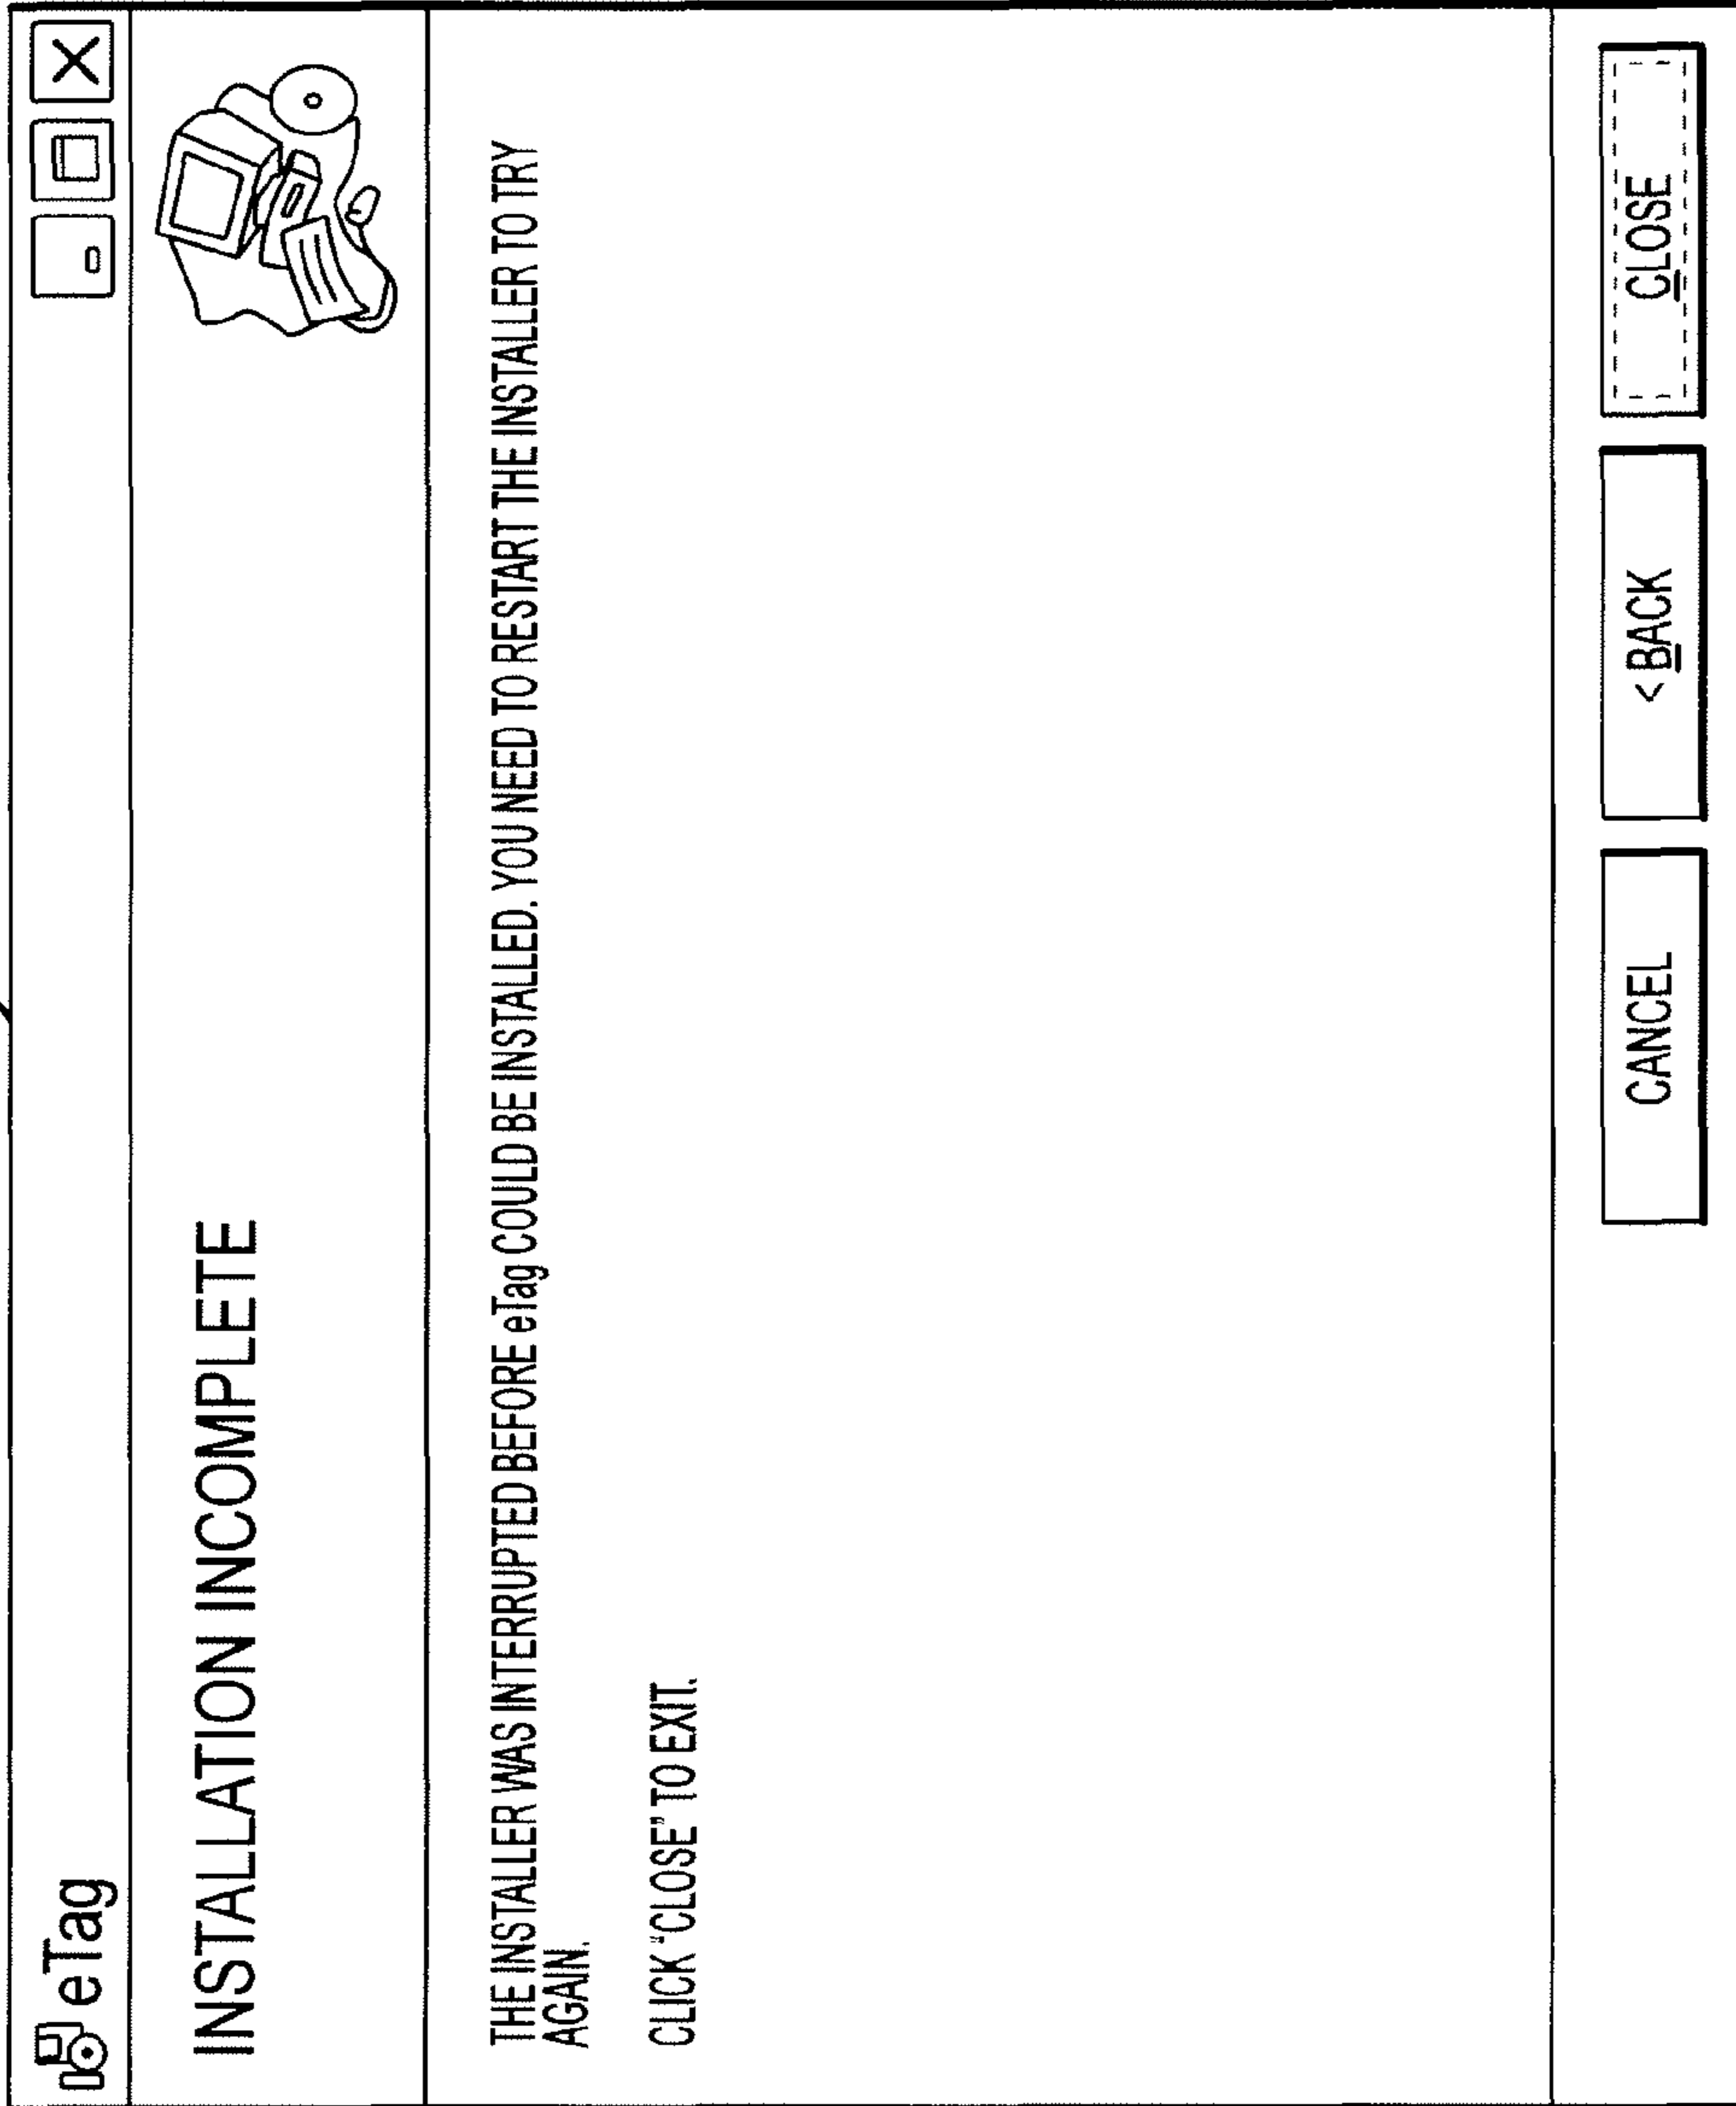 eTag
INSTALLATION INCOMPLETE
THE INSTALLER WAS INTERRUPTED BEFORE eTag COULD BE INSTALLED. YOU NEED TO RESTART THE INSTALLER TO TRY
AGAIN.
CLICK “CLOSE” TO EXIT.
CANCEL
< BACK
CLOSE